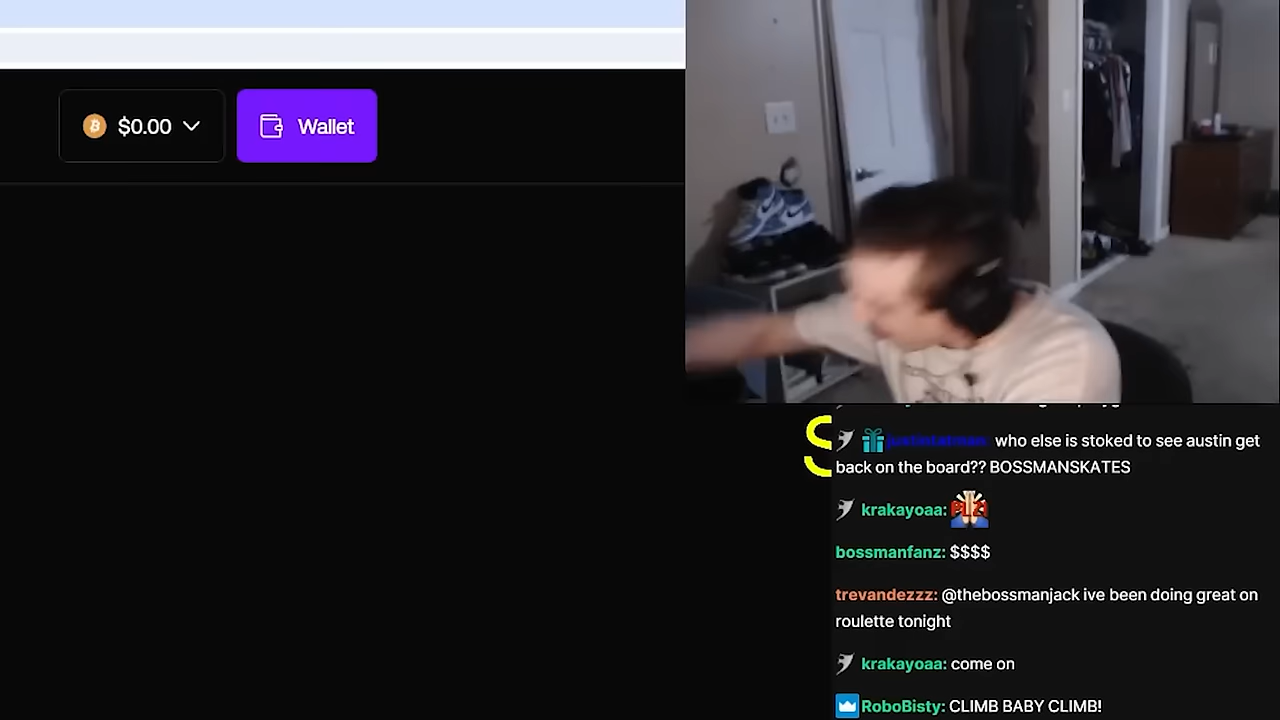 $0.00
Wallet
who else is stoked to see austin get
back on the board?? BOSSMANSKATES
krakayoaa: PLZ!
bossmanfanz: $$$$
trevandezzz: @thebossmanjack ive been doing great on
roulette tonight
krakayoaa: come on
RoboBisty: CLIMB BABY CLIMB!